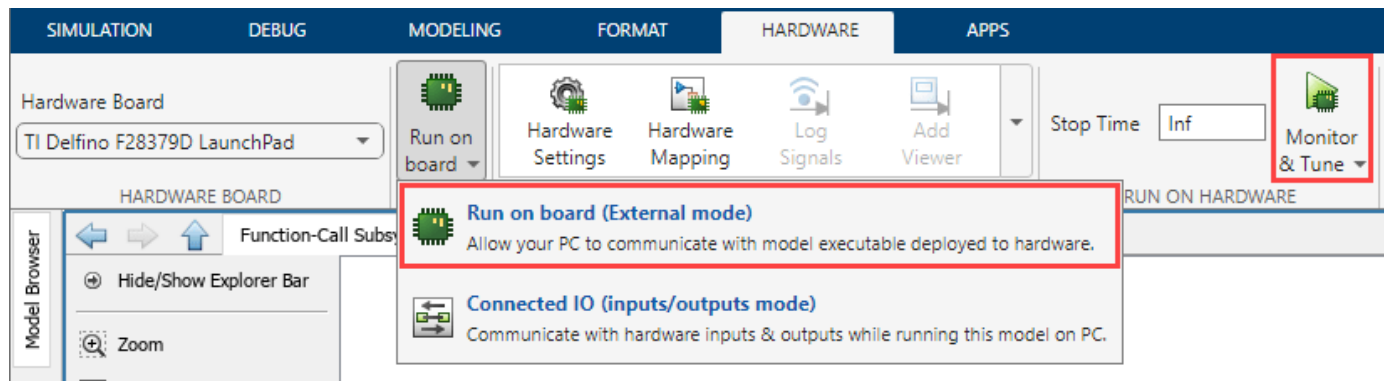 SIMULATION
DEBUG
MODELING
FORMAT
HARDWARE
APPS
Hardware Board
TI Delfino F28379D LaunchPad
HARDWARE BOARD
Run on
board
Hardware
Settings
Hardware
Mapping
Log
Signals
Add
Viewer
Stop Time
Inf
Monitor
& Tune
RUN ON HARDWARE
Run on board (External mode)
Allow your PC to communicate with model executable deployed to hardware.
Connected IO (inputs/outputs mode)
Communicate with hardware inputs & outputs while running this model on PC.
Model Browser
Function-Call Subsy
Hide/Show Explorer Bar
Zoom